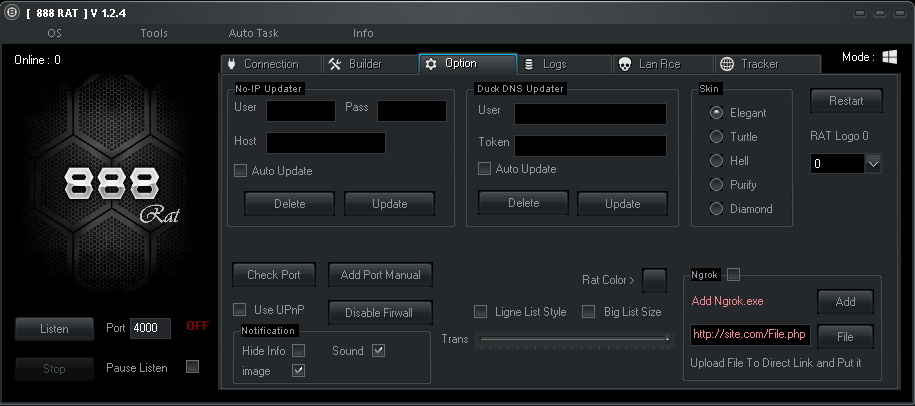 [ 888 RAT ] V 1.2.4
OS Tools Auto Task Info
Online : 0
Connection Builder Option Logs Lan Rce Tracker
Mode :
No-IP Updater Duck DNS Updater Skin
User Pass User Elegant Restart
Host Token Turtle RAT Logo 0
Auto Update Auto Update Hell 0
Delete Update Delete Update Purify
Diamond
888
Rat
Check Port Add Port Manual Rat Color > Ngrok
Use UPnP Disable Firwall Ligne List Style Big List Size Add Ngrok.exe Add
Listen Port 4000 OFF
Notification
Hide Info Sound Trans http://site.com/File.php File
Stop Pause Listen image Upload File To Direct Link and Put it